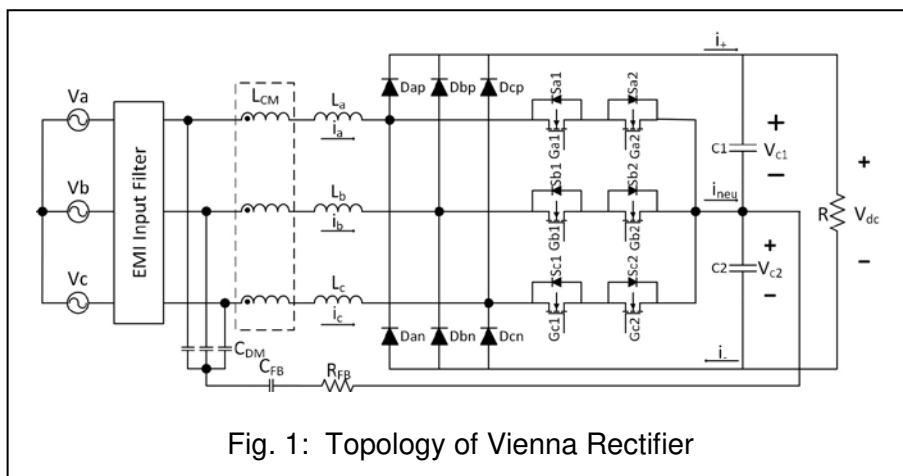 i+
Dap
Dbp
Dcp
Sa1
Sa2
Va
LCM
La
ia
Ga1
Ga2
C1
+
Vc1
−
EMI Input Filter
Sb1
Sb2
Vb
Lb
ib
Gb1
Gb2
ineu
R
+
Vdc
−
Sc1
Sc2
Vc
Lc
ic
Gc1
Gc2
C2
+
Vc2
−
Dan
Dbn
Dcn
i-
CDM
CFB
RFB
Fig. 1: Topology of Vienna Rectifier